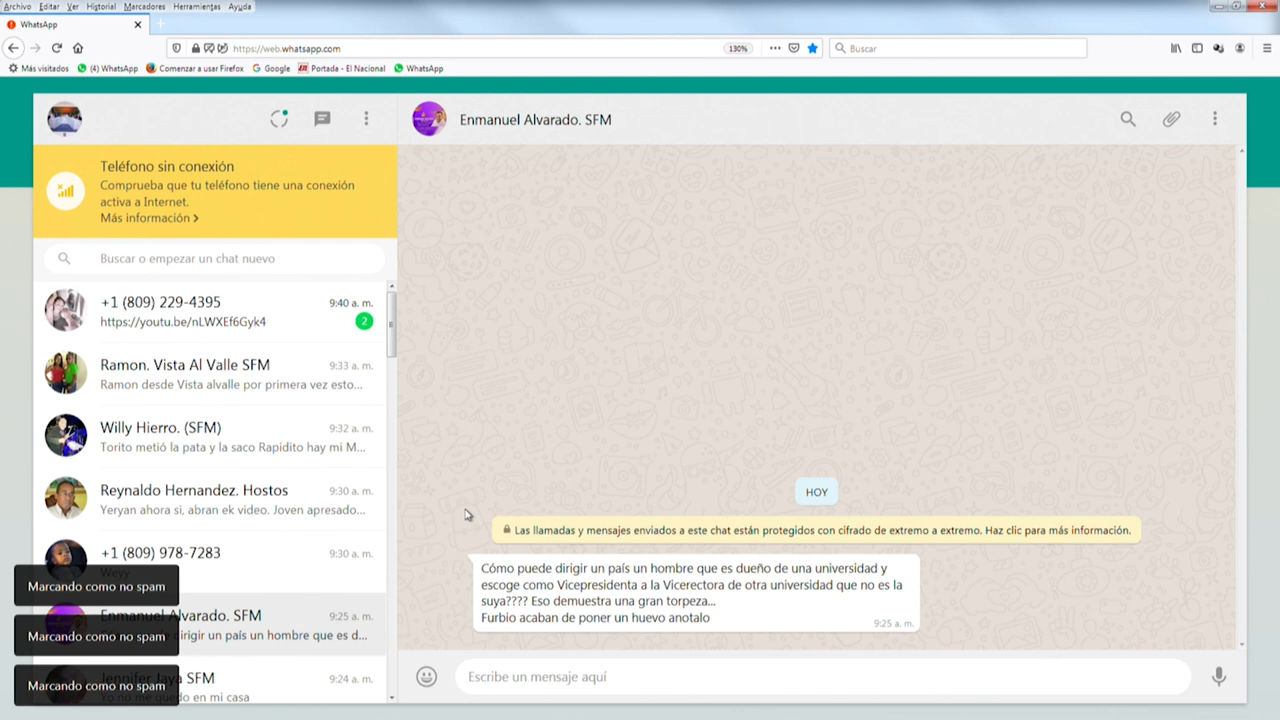 Archivo Editar Ver Historial Marcadores Herramientas Ayuda
WhatsApp
https://web.whatsapp.com
130%
Buscar
Más visitados
(4) WhatsApp
Comenzar a usar Firefox
Google
Portada - El Nacional
WhatsApp
Enmanuel Alvarado. SFM
Teléfono sin conexión
Comprueba que tu teléfono tiene una conexión
activa a Internet.
Más información
Buscar o empezar un chat nuevo
+1 (809) 229-4395
9:40 a. m.
https://youtu.be/nLWXEf6Gyk4
2
Ramon. Vista Al Valle SFM
9:33 a. m.
Ramon desde Vista alvalle por primera vez esto...
Willy Hierro. (SFM)
9:32 a. m.
Torito metió la pata y la saco Rapidito hay mi M...
Reynaldo Hernandez. Hostos
9:30 a. m.
Yeryan ahora si, abran ek video. Joven apresado...
+1 (809) 978-7283
9:30 a. m.
Marcando como no spam
Enmanuel Alvarado. SFM
9:25 a. m.
dirigir un país un hombre que es d...
Marcando como no spam
Jennifer Jaya SFM
9:24 a. m.
Marcando como no spam
en mi casa
HOY
Las llamadas y mensajes enviados a este chat están protegidos con cifrado de extremo a extremo. Haz clic para más información.
Cómo puede dirigir un país un hombre que es dueño de una universidad y
escoge como Vicepresidenta a la Vicerectora de otra universidad que no es la
suya???? Eso demuestra una gran torpeza...
Furbio acaban de poner un huevo anotalo
9:25 a. m.
Escribe un mensaje aquí